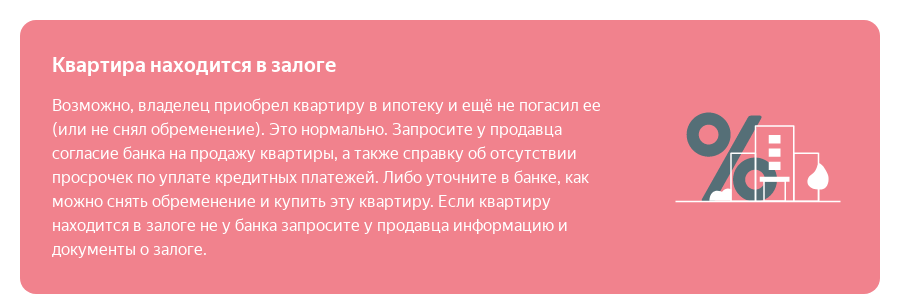 Квартира находится в залоге
Возможно, владелец приобрел квартиру в ипотеку и ещё не погасил ее
(или не снял обременение). Это нормально. Запросите у продавца
согласие банка на продажу квартиры, а также справку об отсутствии
просрочек по уплате кредитных платежей. Либо уточните в банке, как
можно снять обременение и купить эту квартиру. Если квартиру
находится в залоге не у банка запросите у продавца информацию и
документы о залоге.
%